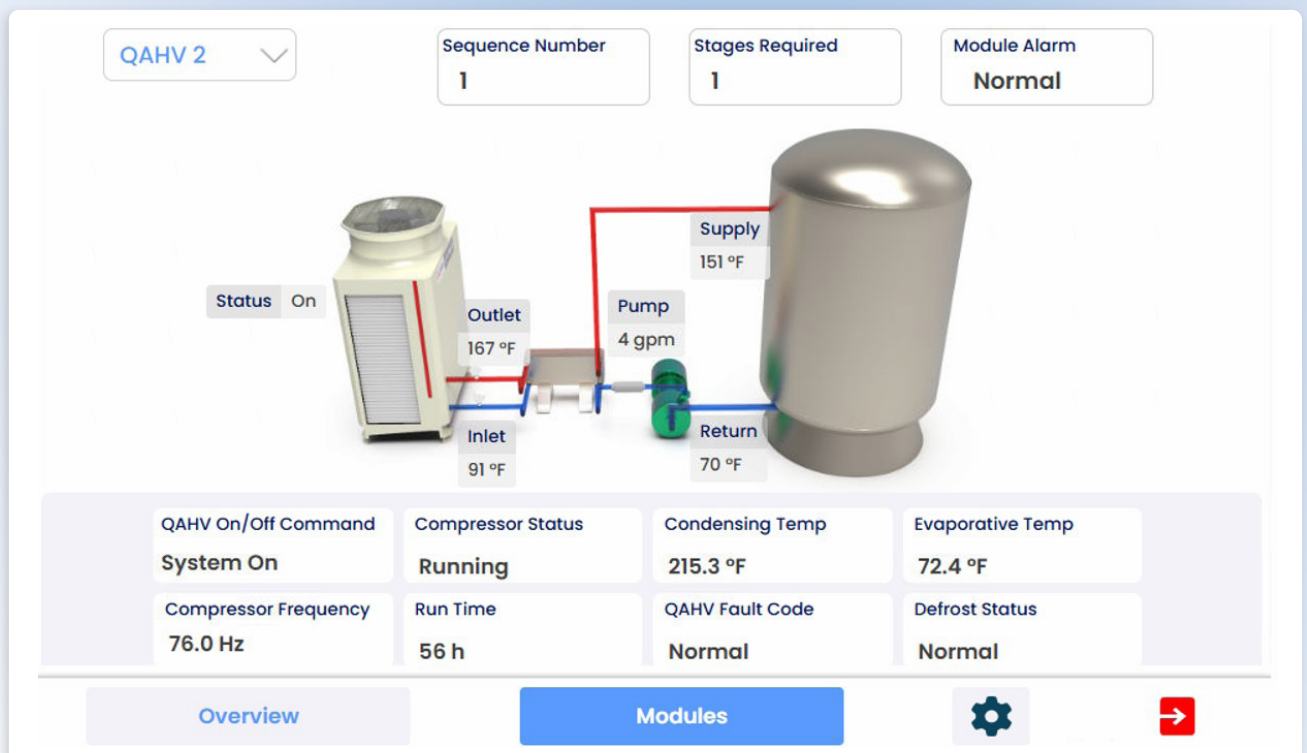 QAHV 2
Sequence Number
1
Stages Required
1
Module Alarm
Normal
Supply
151 °F
Status On
Outlet
167 °F
Pump
4 gpm
Inlet
91 °F
Return
70 °F
QAHV On/Off Command
System On
Compressor Status
Running
Condensing Temp
215.3 °F
Evaporative Temp
72.4 °F
Compressor Frequency
76.0 Hz
Run Time
56 h
QAHV Fault Code
Normal
Defrost Status
Normal
Overview
Modules